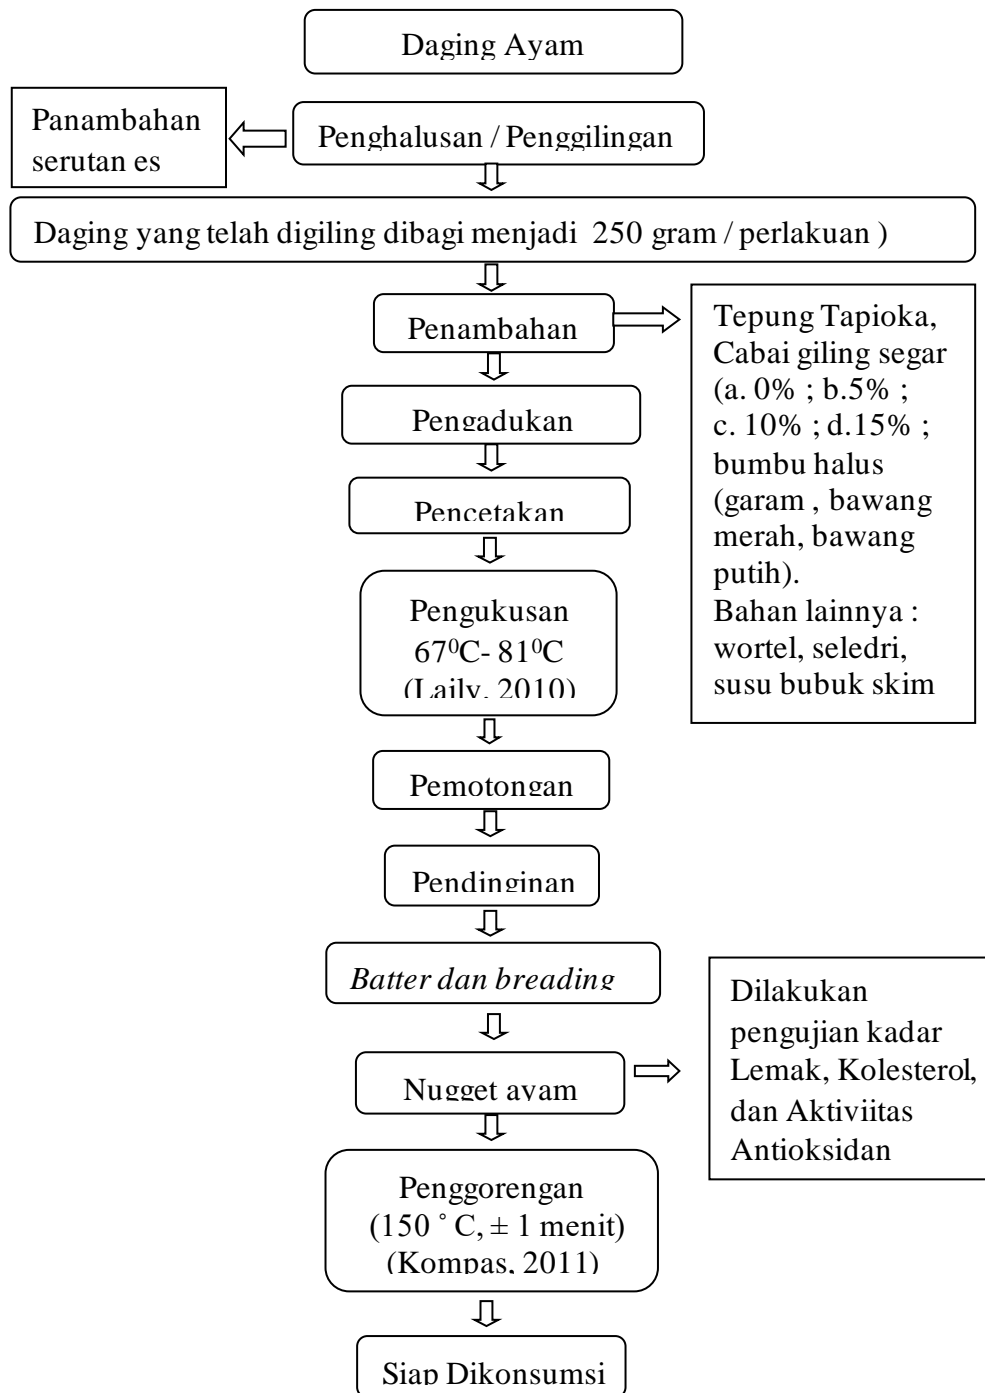 Daging Ayam
Panambahan
serutan es
Penghalusan / Penggilingan
Daging yang telah digiling dibagi menjadi 250 gram / perlakuan )
Penambahan
Tepung Tapioka,
Cabai giling segar
(a. 0% ; b.5% ;
c. 10% ; d.15% ;
bumbu halus
(garam , bawang
merah, bawang
putih).
Bahan lainnya :
wortel, seledri,
susu bubuk skim
Pengadukan
Pencetakan
Pengukusan
67⁰C- 81⁰C
(Laily, 2010)
Pemotongan
Pendinginan
Batter dan breading
Nugget ayam
Dilakukan
pengujian kadar
Lemak, Kolesterol,
dan Aktiviitas
Antioksidan
Penggorengan
(150 ˚ C, ± 1 menit)
(Kompas, 2011)
Siap Dikonsumsi